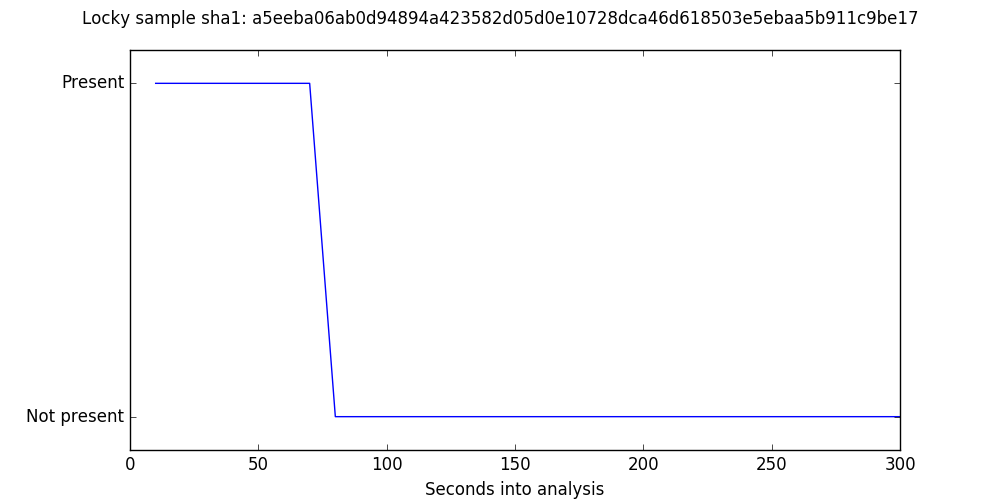 Locky sample sha1: a5eeba06ab0d94894a423582d05d0e10728dca46d618503e5ebaa5b911c9be17
Present
Not present
0 50 100 150 200 250 300
Seconds into analysis